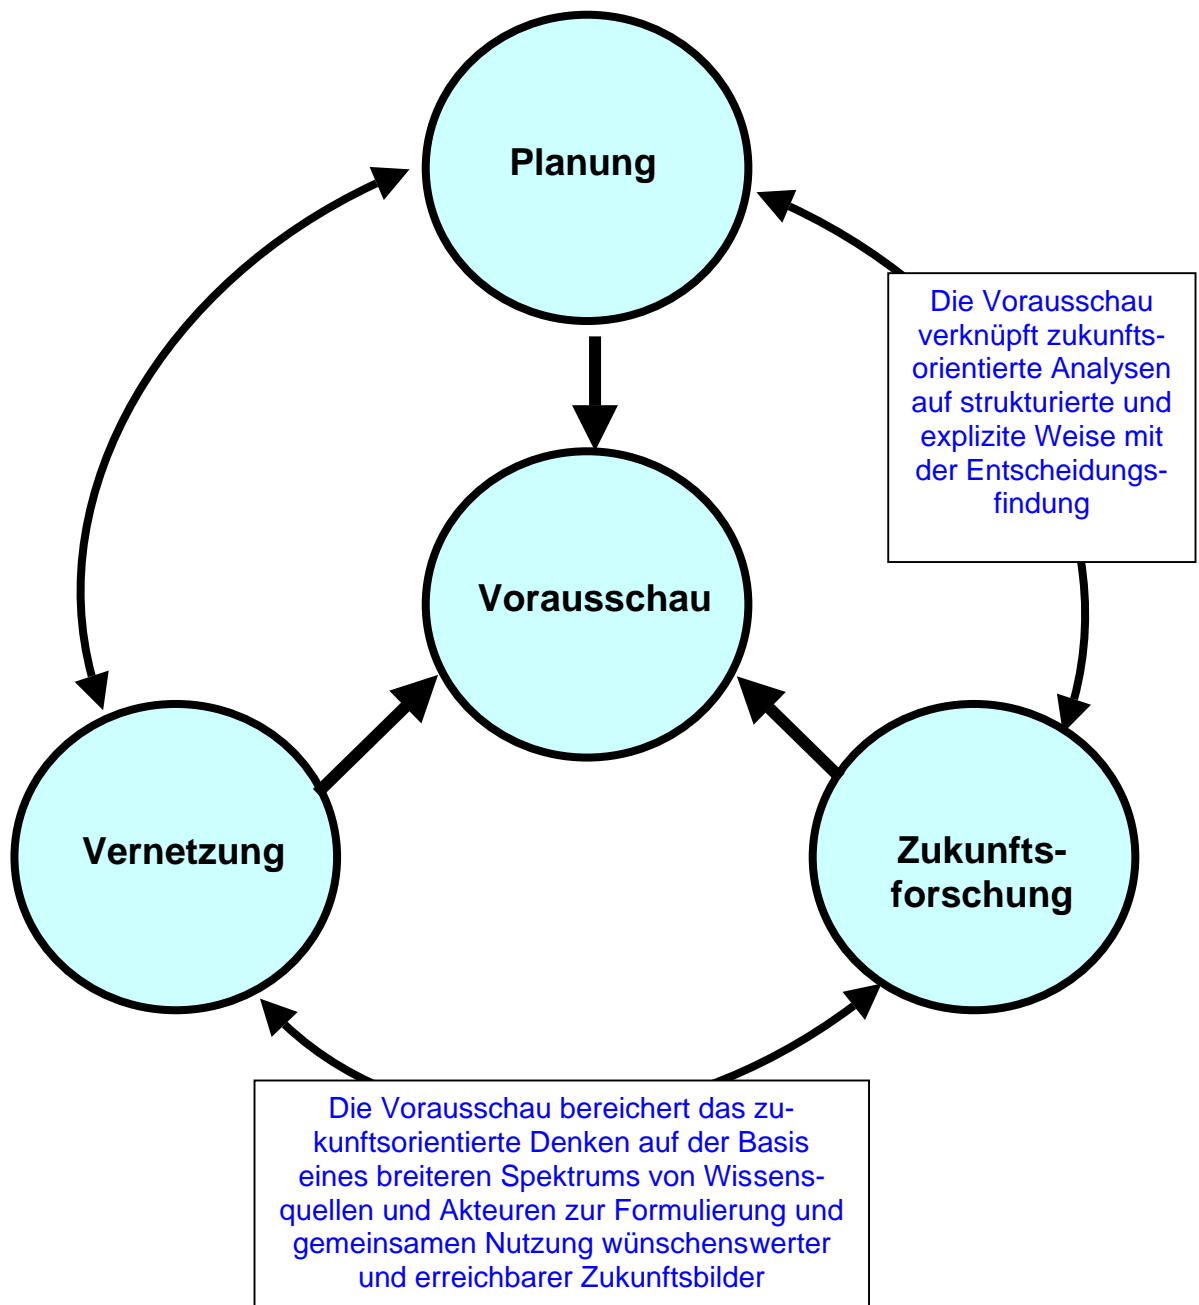 Planung
Die Vorausschau
verknüpft zukunfts-
orientierte Analysen
auf strukturierte und
explizite Weise mit
der Entscheidungs-
findung
Vorausschau
Vernetzung
Zukunfts-
forschung
Die Vorausschau bereichert das zu-
kunftsorientierte Denken auf der Basis
eines breiteren Spektrums von Wissens-
quellen und Akteuren zur Formulierung und
gemeinsamen Nutzung wünschenswerter
und erreichbarer Zukunftsbilder